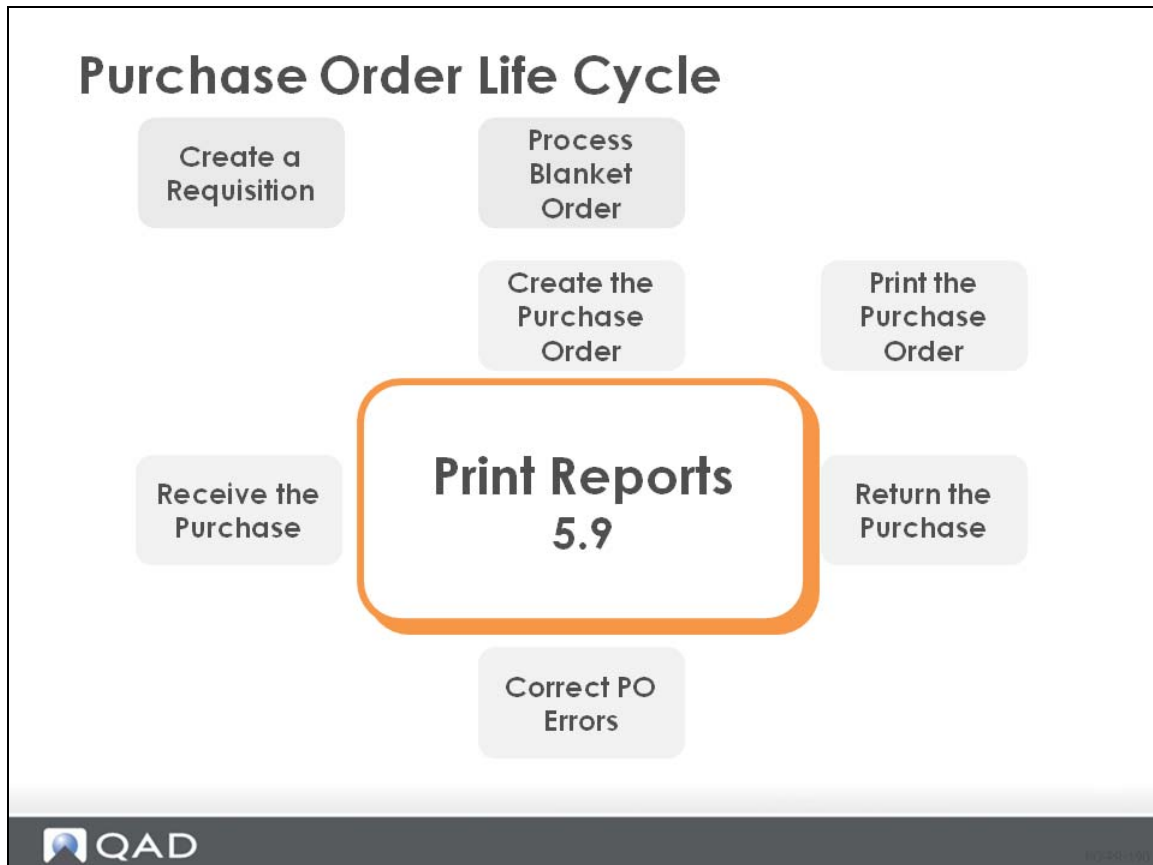 Purchase Order Life Cycle
Create a
Requisition
Process
Blanket
Order
Create the
Purchase
Order
Print the
Purchase
Order
Receive the
Purchase
Print Reports
5.9
Return the
Purchase
Correct PO
Errors
QAD